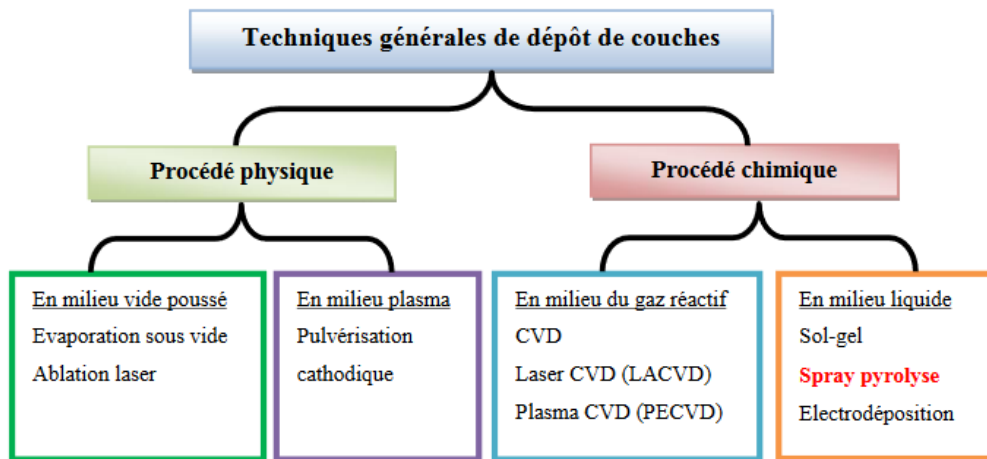 Techniques générales de dépôt de couches
Procédé physique
Procédé chimique
En milieu vide poussé
Evaporation sous vide
Ablation laser
En milieu plasma
Pulvérisation
cathodique
En milieu du gaz réactif
CVD
Laser CVD (LACVD)
Plasma CVD (PECVD)
En milieu liquide
Sol-gel
Spray pyrolyse
Electrodéposition